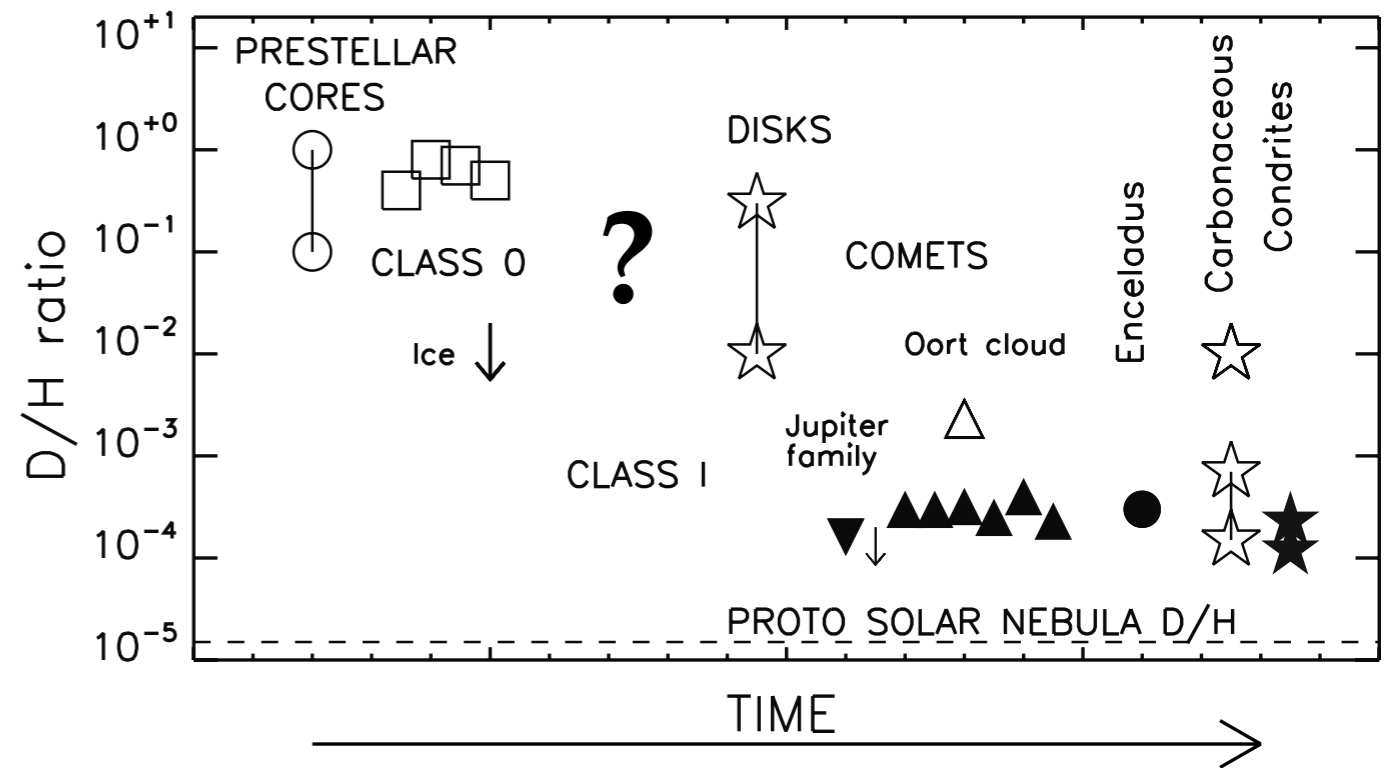 10+1
PRESTELLAR
CORES
10+0
DISKS
Carbonaceous
Condrites
10-1
CLASS 0
?
COMETS
Enceladus
10-2
Ice
Oort cloud
10-3
Jupiter
family
CLASS I
10-4
PROTO SOLAR NEBULA D/H
10-5
D/H ratio
TIME